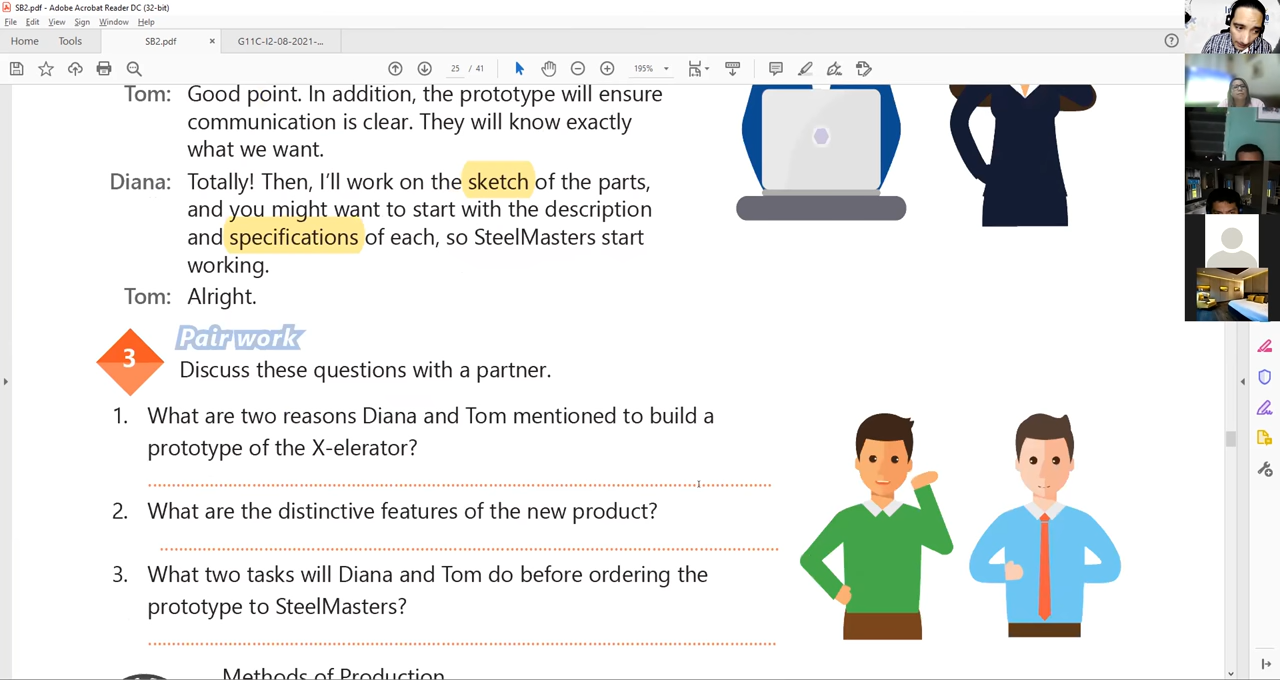 SB2.pdf - Adobe Acrobat Reader DC (32-bit)
File Edit View Sign Window Help
Home Tools SB2.pdf × G11C-I2-08-2021-...
25 / 41 195%
Tom: Good point. In addition, the prototype will ensure
communication is clear. They will know exactly
what we want.
Diana: Totally! Then, I'll work on the sketch of the parts,
and you might want to start with the description
and specifications of each, so SteelMasters start
working.
Tom: Alright.
Pair work
3
Discuss these questions with a partner.
1. What are two reasons Diana and Tom mentioned to build a
prototype of the X-elerator?
2. What are the distinctive features of the new product?
3. What two tasks will Diana and Tom do before ordering the
prototype to SteelMasters?
Methods of Production